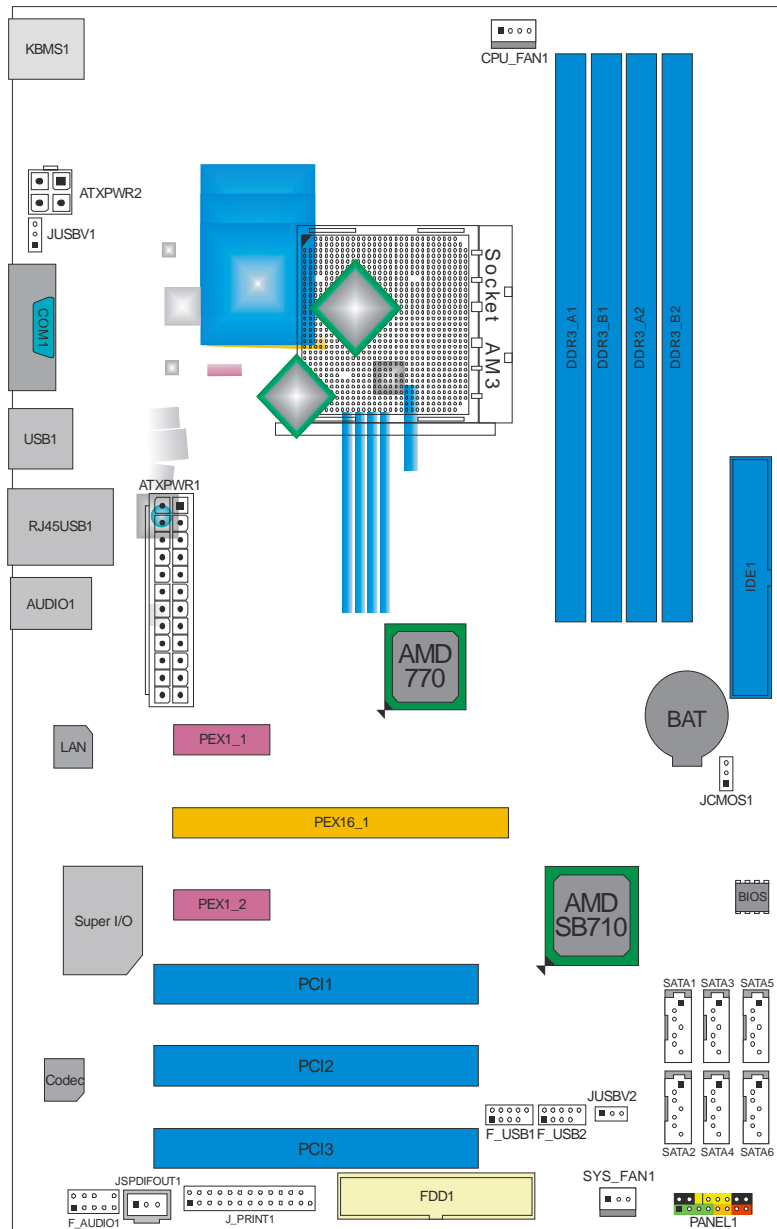 KBMS1
CPU_FAN1
ATXPWR2
JUSBV1
Socket AM3
COM1
DDR3_A1
DDR3_B1
DDR3_A2
DDR3_B2
USB1
ATXPWR1
RJ45USB1
IDE1
AUDIO1
AMD
770
BAT
LAN
PEX1_1
JCMOS1
PEX16_1
Super I/O
PEX1_2
AMD
SB710
BIOS
PCI1
SATA1
SATA3
SATA5
PCI2
Codec
JUSBV2
F_USB1
F_USB2
PCI3
SATA2
SATA4
SATA6
JSPDIFOUT1
SYS_FAN1
FDD1
F_AUDIO1
J_PRINT1
PANEL1